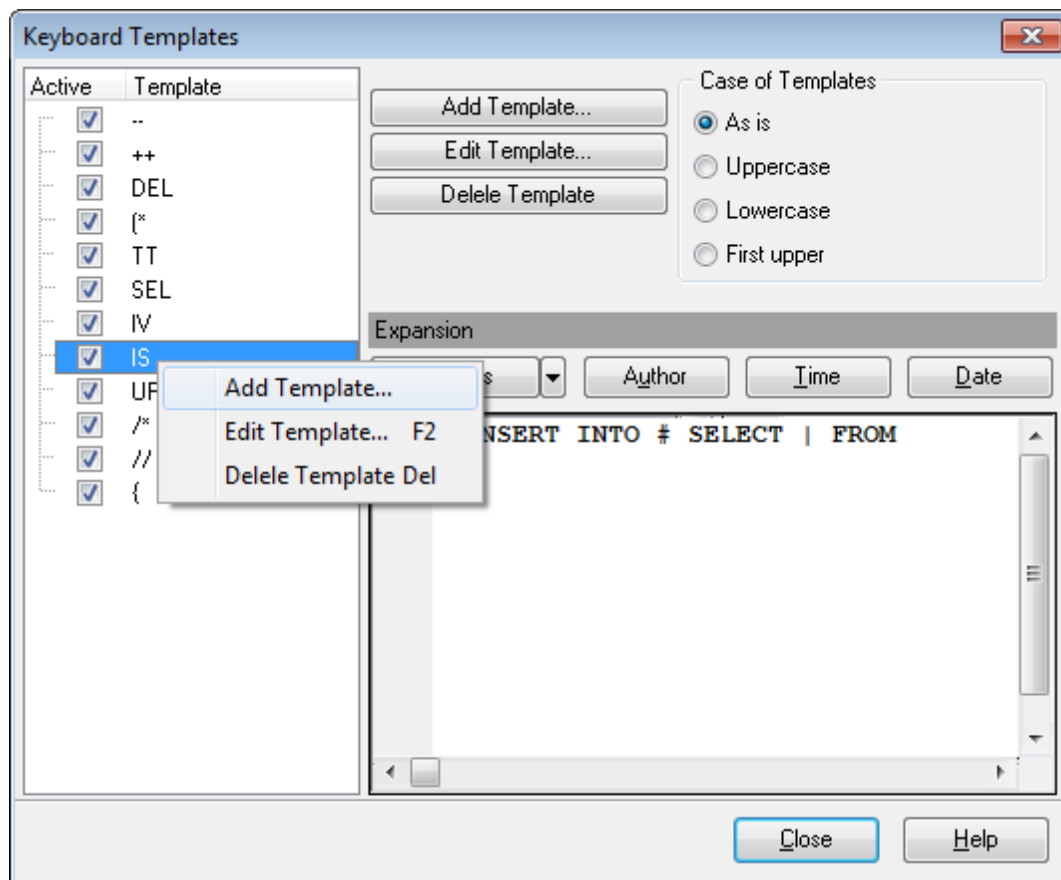 Keyboard Templates
Active Template
--
++
DEL
(*
TT
SEL
IV
IS
/*
//
{
Add Template...
Edit Template...
Delele Template
Case of Templates
As is
Uppercase
Lowercase
First upper
Expansion
Author
Time
Date
Add Template...
Edit Template... F2
Delele Template Del
NSERT INTO # SELECT | FROM
Close
Help